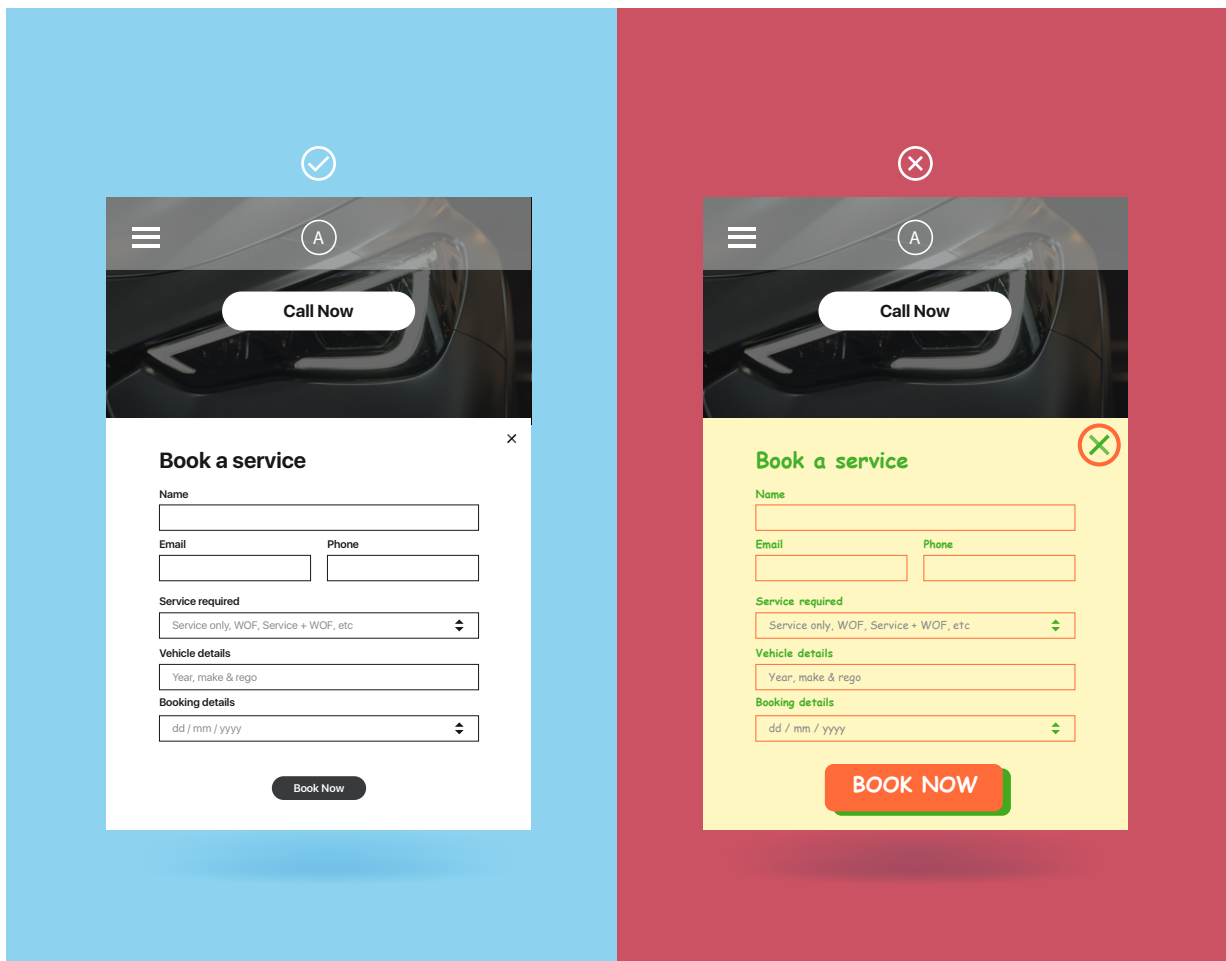 A
Call Now
Book a service
Name
Email Phone
Service required
Service only, WOF, Service + WOF, etc
Vehicle details
Year, make & rego
Booking details
dd / mm / yyyy
Book Now
A
Call Now
Book a service
Name
Email Phone
Service required
Service only, WOF, Service + WOF, etc
Vehicle details
Year, make & rego
Booking details
dd / mm / yyyy
BOOK NOW